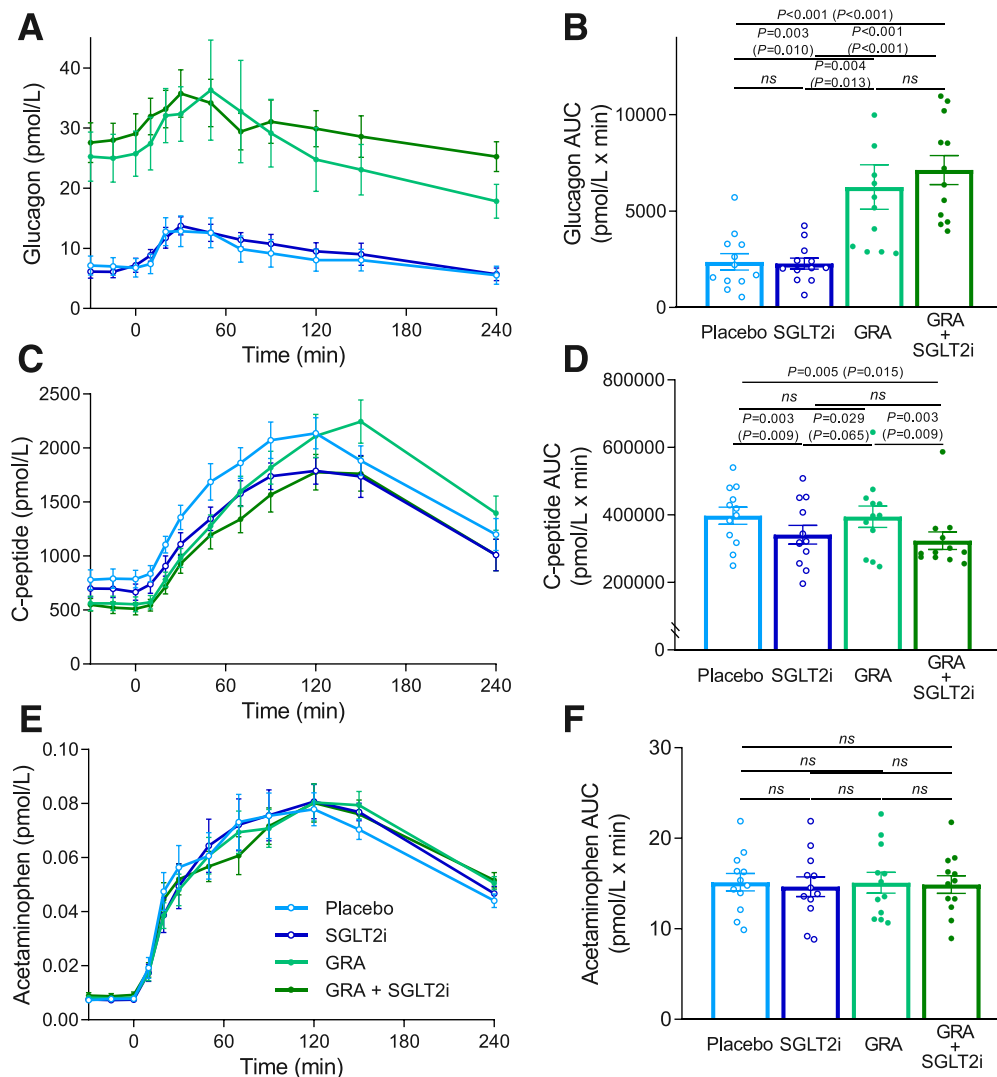 A
Glucagon (pmol/L)
40
30
20
10
0
0
60
120
180
240
Time (min)
B
P<0.001 (P<0.001)
P=0.003
(P=0.010)
P<0.001
(P<0.001)
ns
P=0.004
(P=0.013)
ns
Glucagon AUC
(pmol/L x min)
10000
5000
0
Placebo
SGLT2i
GRA
GRA
+
SGLT2i
C
C-peptide (pmol/L)
2500
2000
1500
1000
500
0
0
60
120
180
240
Time (min)
D
P=0.005 (P=0.015)
ns
ns
P=0.003
(P=0.009)
P=0.029
(P=0.065)
P=0.003
(P=0.009)
C-peptide AUC
(pmol/L x min)
800000
600000
400000
200000
0
Placebo
SGLT2i
GRA
GRA
+
SGLT2i
E
Acetaminophen (pmol/L)
0.10
0.08
0.06
0.04
0.02
0.00
Placebo
SGLT2i
GRA
GRA + SGLT2i
0
60
120
180
240
Time (min)
F
ns
ns
ns
ns
ns
ns
Acetaminophen AUC
(pmol/L x min)
30
20
10
0
Placebo
SGLT2i
GRA
GRA
+
SGLT2i